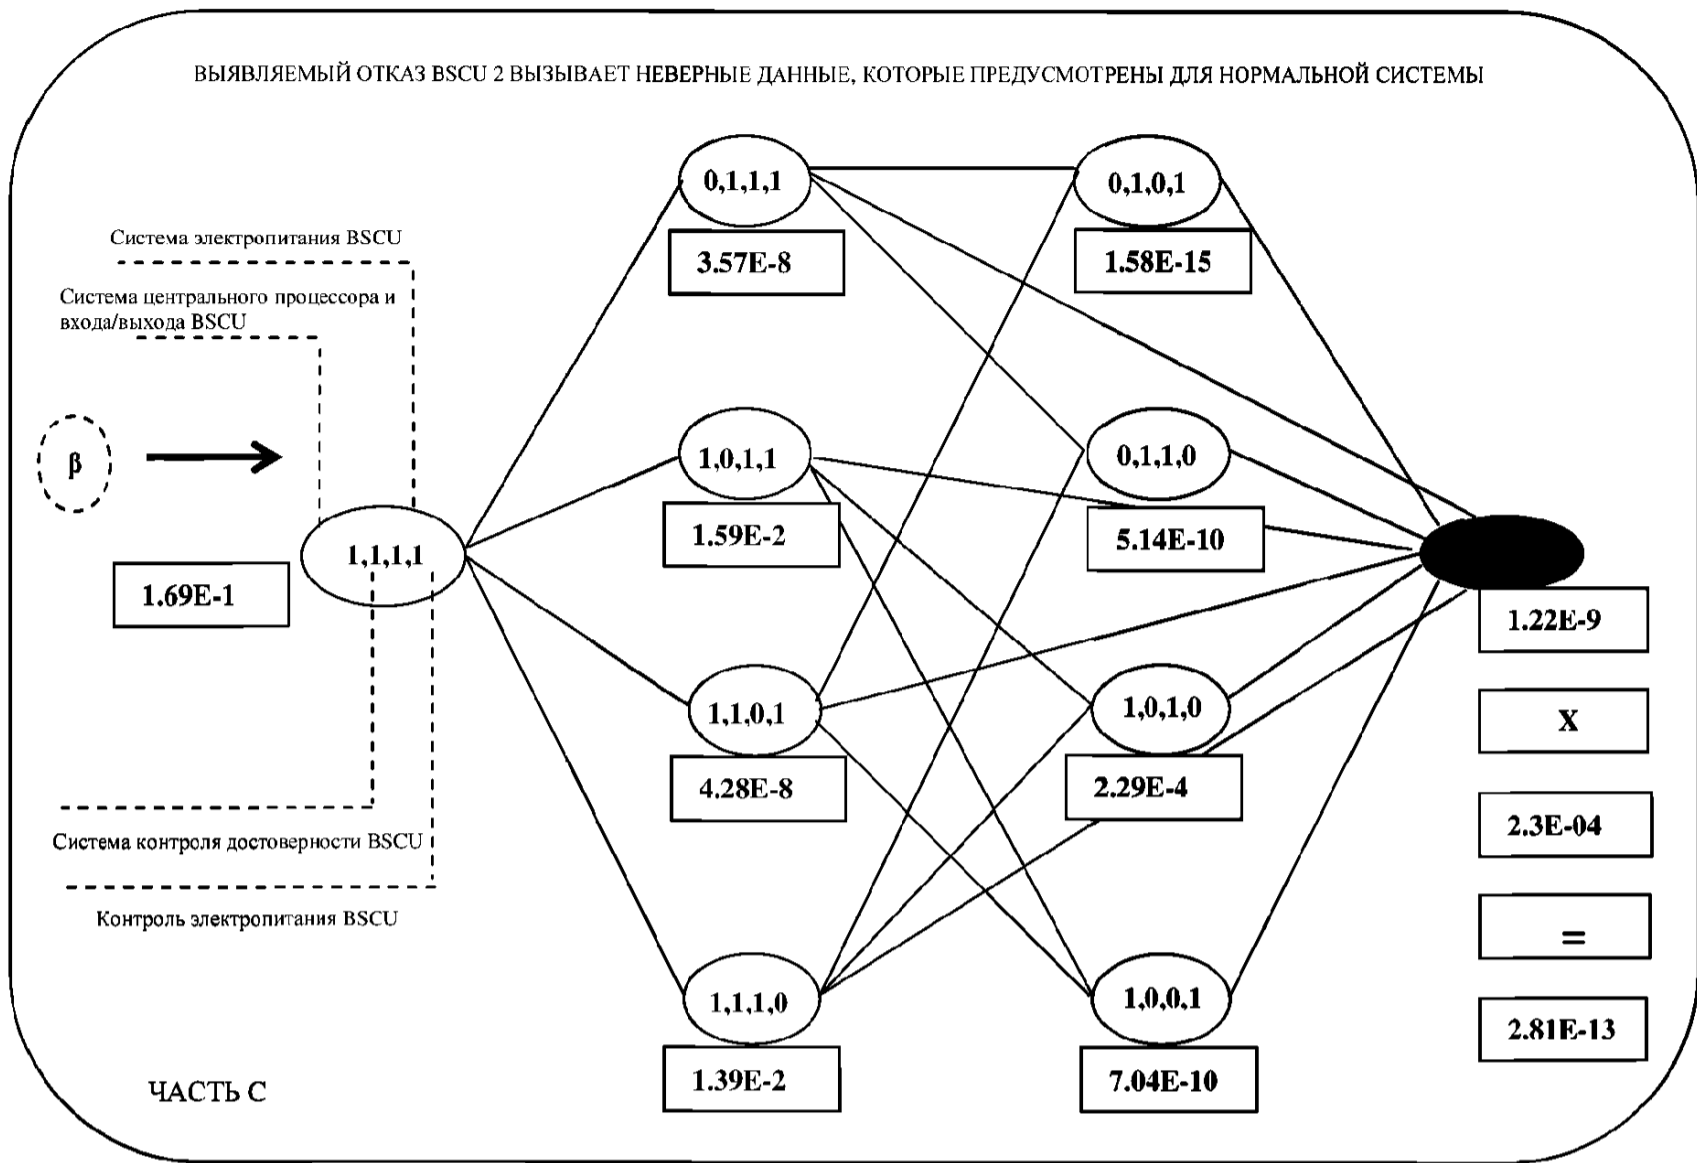 ВЫЯВЛЯЕМЫЙ ОТКАЗ BSCU 2 ВЫЗЫВАЕТ НЕВЕРНЫЕ ДАННЫЕ, КОТОРЫЕ ПРЕДУСМОТРЕНЫ ДЛЯ НОРМАЛЬНОЙ СИСТЕМЫ
Система электропитания BSCU
Система центрального процессора и
входа/выхода BSCU
β
1,1,1,1
1.69E-1
Система контроля достоверности BSCU
Контроль электропитания BSCU
0,1,1,1
3.57E-8
1,0,1,1
1.59E-2
1,1,0,1
4.28E-8
1,1,1,0
1.39E-2
0,1,0,1
1.58E-15
0,1,1,0
5.14E-10
1,0,1,0
2.29E-4
1,0,0,1
7.04E-10
1.22E-9
X
2.3E-04
=
2.81E-13
ЧАСТЬ C